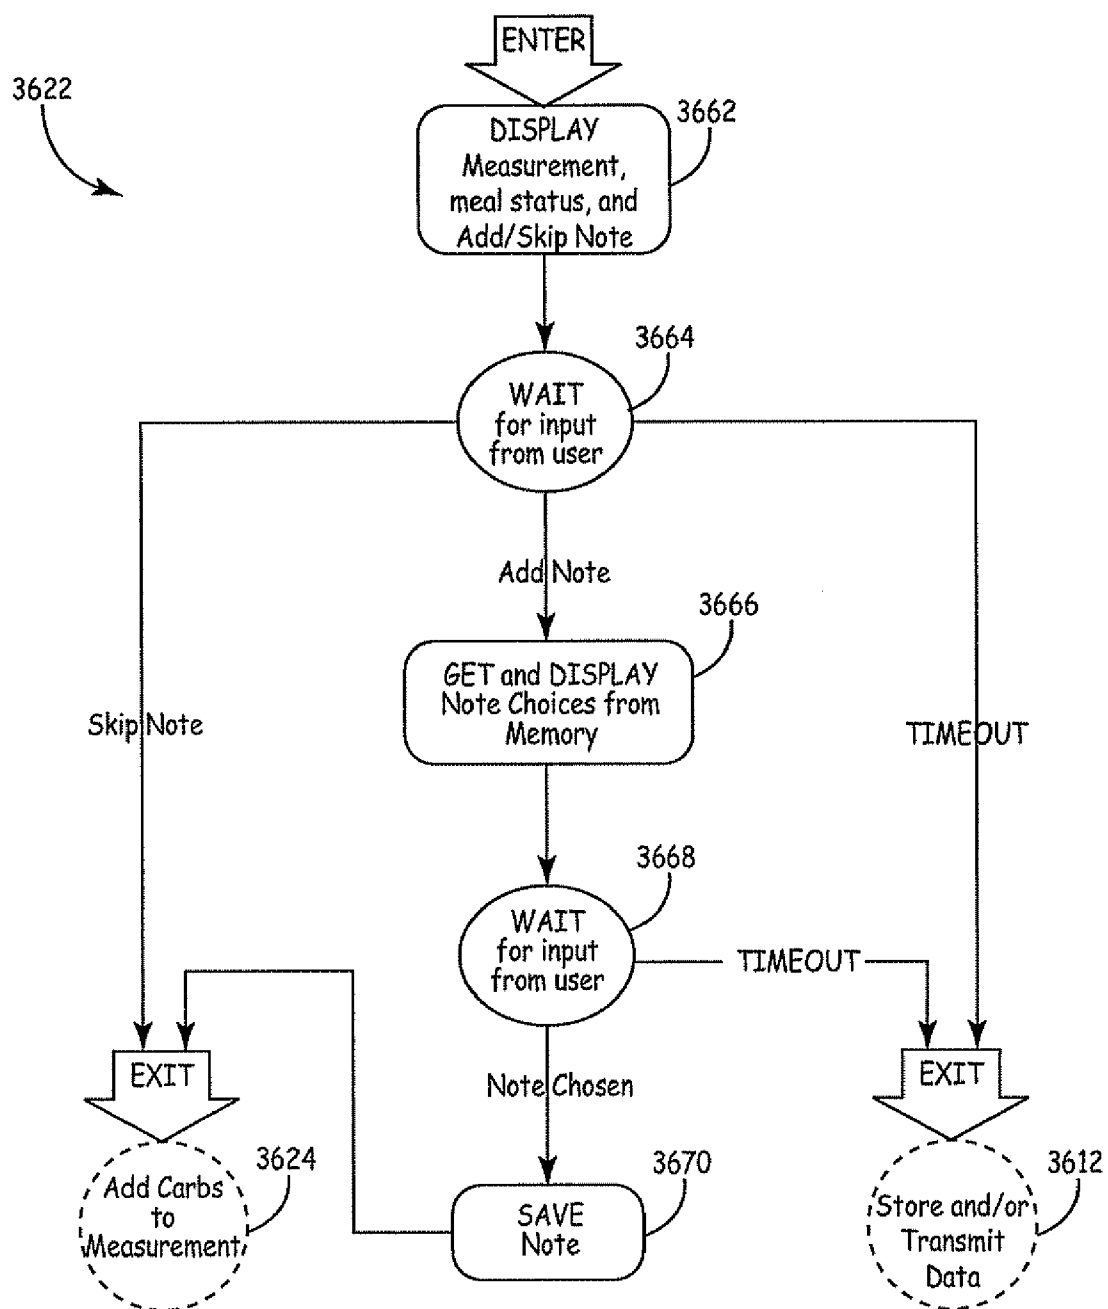 ENTER
3622
3662
DISPLAY
Measurement,
meal status, and
Add/Skip Note
3664
WAIT
for input
from user
Add Note
3666
GET and DISPLAY
Note Choices from
Memory
Skip Note
TIMEOUT
3668
WAIT
for input
from user
TIMEOUT
EXIT
EXIT
Note Chosen
3624
Add Carbs
to
Measurement
3670
SAVE
Note
3612
Store and/or
Transmit
Data